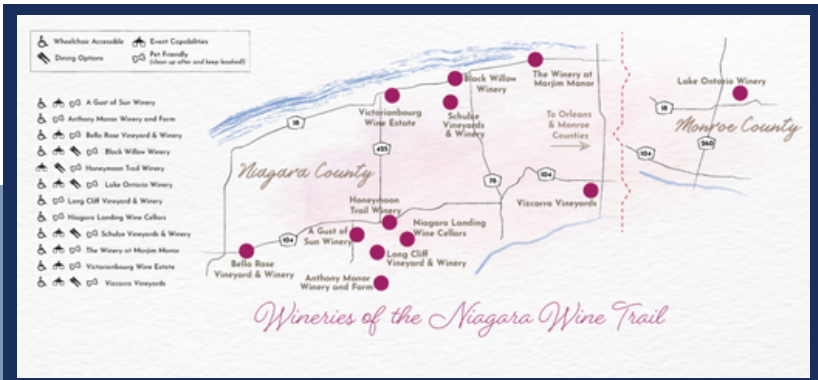 Wheelchair Accessible
Event Capabilities
Dining Options
Pet Friendly
(clean up after and keep leashed!)
A Gust of Sun Winery
Anthony Manor Winery and Farm
Bella Rose Vineyard & Winery
Black Willow Winery
Honeymoon Trail Winery
Lake Ontario Winery
Long Cliff Vineyard & Winery
Niagara Landing Wine Cellars
Schulze Vineyards & Winery
The Winery at Marjim Manor
Victorianbourg Wine Estate
Vizcarra Vineyards
The Winery at
Marjim Manor
Black Willow
Winery
Lake Ontario Winery
Victorianbourg
Wine Estate
Schulze
Vineyards
& Winery
18
To Orleans
& Monroe
Counties
18
Monroe County
425
260
104
Niagara County
78
104
Honeymoon
Trail Winery
Vizcarra Vineyards
A Gust of
Sun Winery
Niagara Landing
Wine Cellars
104
Long Cliff
Vineyard & Winery
Bella Rose
Vineyard & Winery
Anthony Manor
Winery and Farm
Wineries of the Niagara Wine Trail